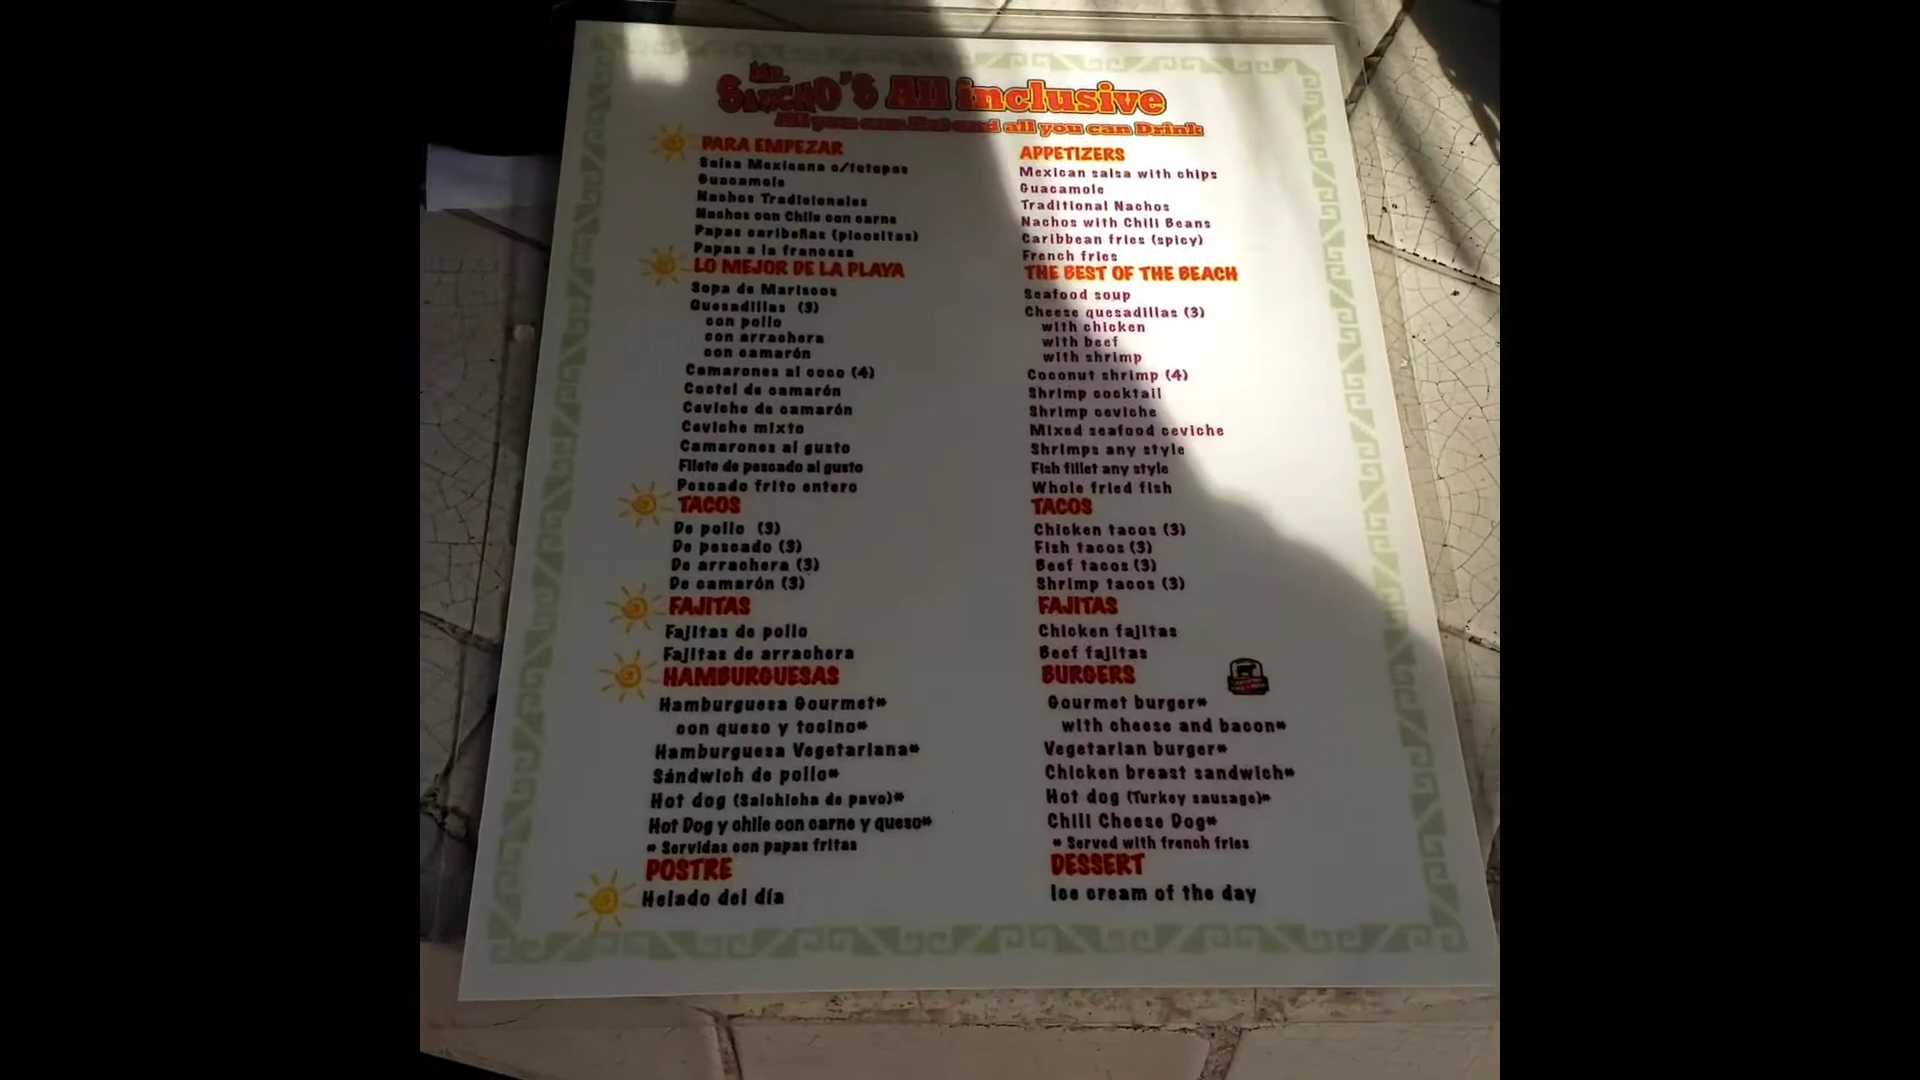 Mr.
Sancho's All inclusive
All you can Eat and all you can Drink
PARA EMPEZAR
Salsa Mexicana c/totopos
Guacamole
Nachos Tradicionales
Nachos con Chile con carne
Papas caribeñas (picositas)
Papas a la francesa
LO MEJOR DE LA PLAYA
Sopa de Mariscos
Quesadillas (3)
con pollo
con arrachera
con camarón
Camarones al coco (4)
Coctel de camarón
Ceviche de camarón
Ceviche mixto
Camarones al gusto
Filete de pescado al gusto
Pescado frito entero
TACOS
De pollo (3)
De pescado (3)
De arrachera (3)
De camarón (3)
FAJITAS
Fajitas de pollo
Fajitas de arrachera
HAMBURGUESAS
Hamburguesa Gourmet*
con queso y tocino*
Hamburguesa Vegetariana*
Sándwich de pollo*
Hot dog (Salchicha de pavo)*
Hot Dog y chile con carne y queso*
* Servidas con papas fritas
POSTRE
Helado del día
APPETIZERS
Mexican salsa with chips
Guacamole
Traditional Nachos
Nachos with Chili Beans
Caribbean fries (spicy)
French fries
THE BEST OF THE BEACH
Seafood soup
Cheese quesadillas (3)
with chicken
with beef
with shrimp
Coconut shrimp (4)
Shrimp cocktail
Shrimp ceviche
Mixed seafood ceviche
Shrimps any style
Fish fillet any style
Whole fried fish
TACOS
Chicken tacos (3)
Fish tacos (3)
Beef tacos (3)
Shrimp tacos (3)
FAJITAS
Chicken fajitas
Beef fajitas
BURGERS
Gourmet burger*
with cheese and bacon*
Vegetarian burger*
Chicken breast sandwich*
Hot dog (Turkey sausage)*
Chili Cheese Dog*
* Served with french fries
DESSERT
Ice cream of the day